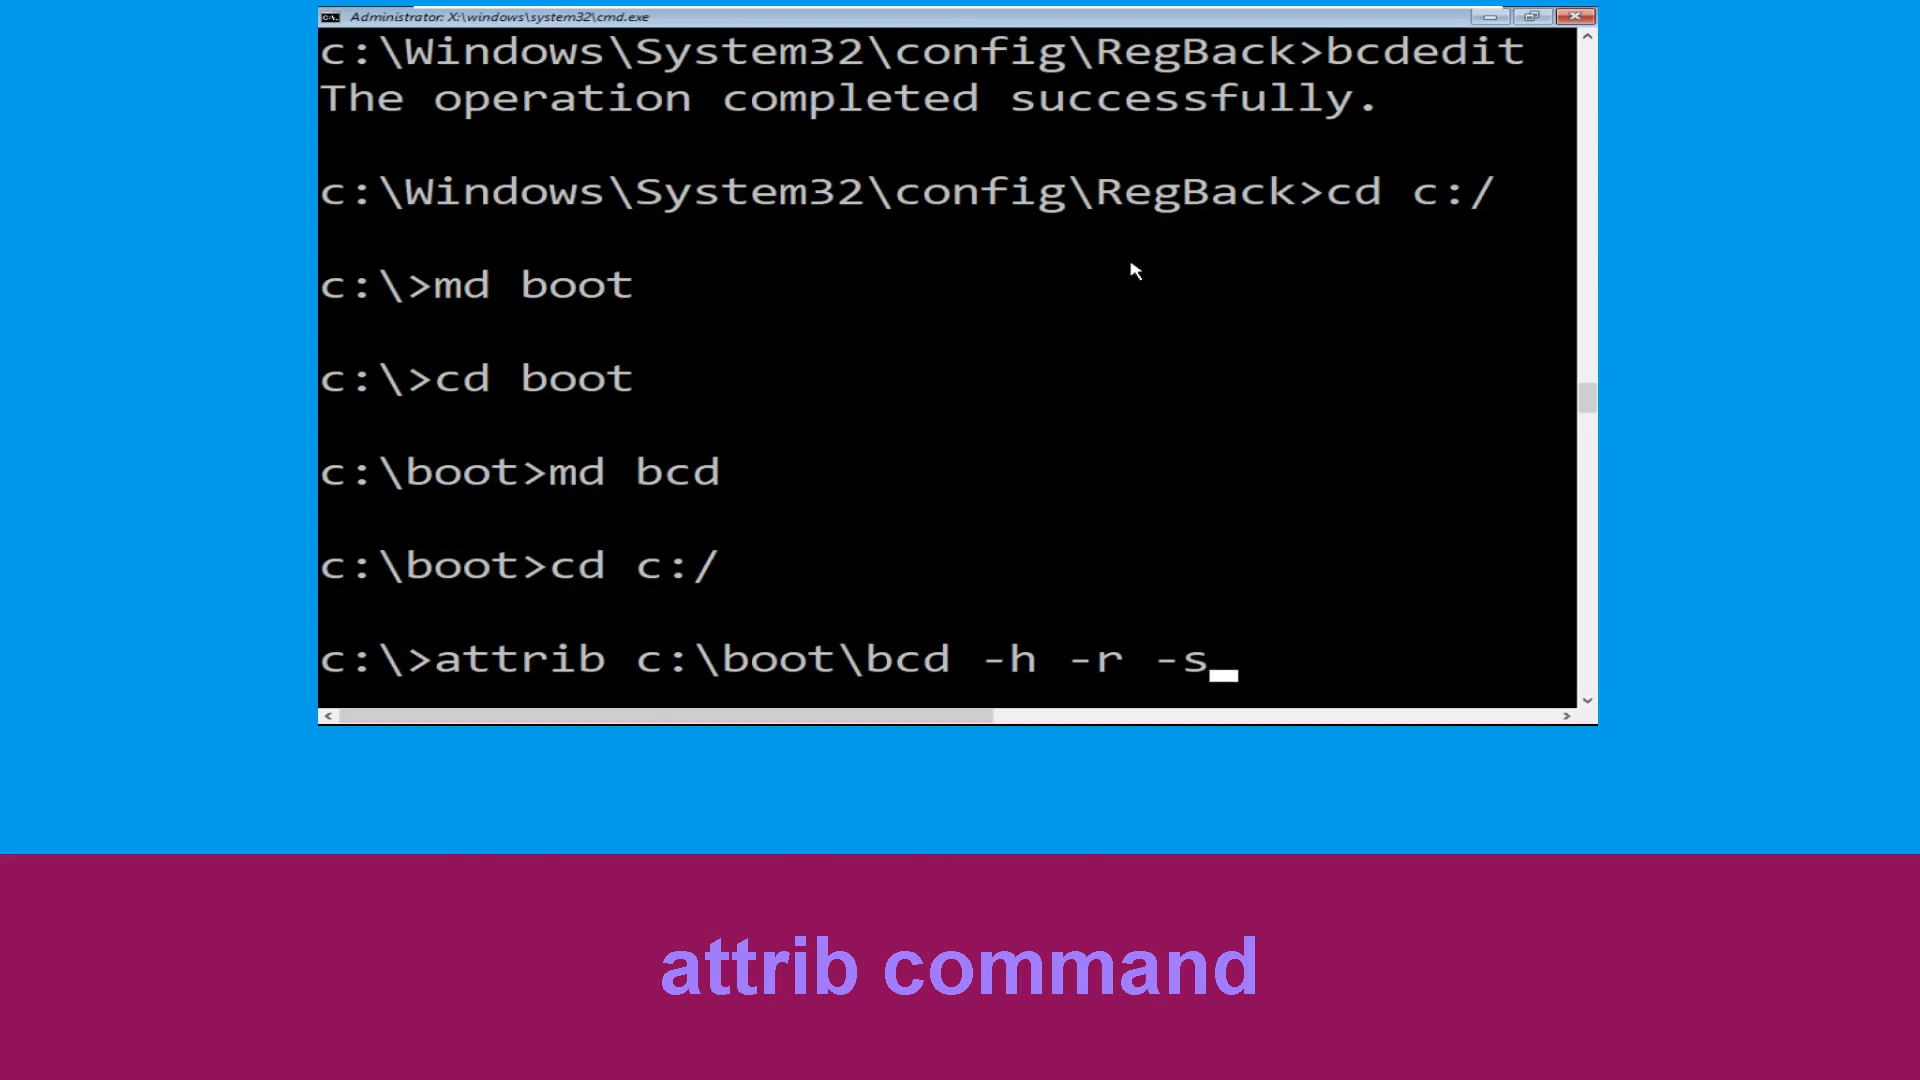 Administrator: X:\windows\system32\cmd.exe
c:\Windows\System32\config\RegBack>bcdedit
The operation completed successfully.
c:\Windows\System32\config\RegBack>cd c:/
c:\>md boot
c:\>cd boot
c:\boot>md bcd
c:\boot>cd c:/
c:\>attrib c:\boot\bcd -h -r -s
attrib command